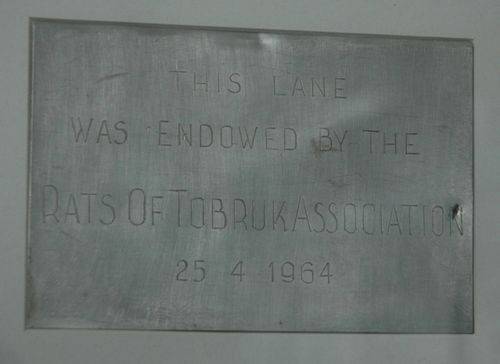 THIS LANE
WAS ENDOWED BY THE
RATS OF TOBRUK ASSOCIATION
25 4 1964